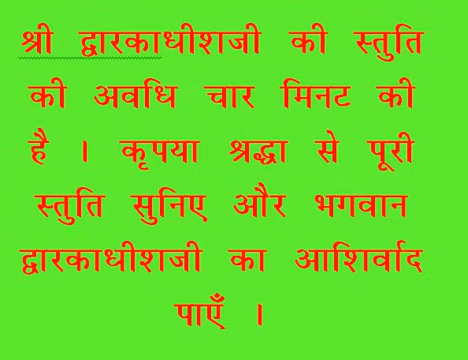 श्री द्वारकाधीशजी की स्तुति
की अवधि चार मिनट की
है । कृपया श्रद्धा से पूरी
स्तुति सुनिए और भगवान
द्वारकाधीशजी का आशिर्वाद
पाएँ ।